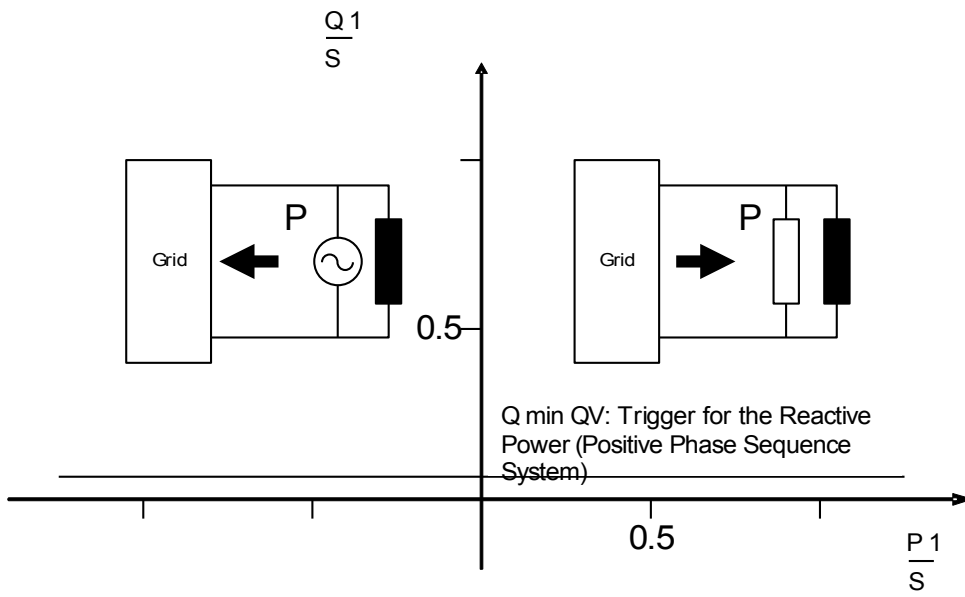 Q 1
S
P
P
Grid
Grid
0.5
Q min QV: Trigger for the Reactive
Power (Positive Phase Sequence
System)
0.5
P 1
S